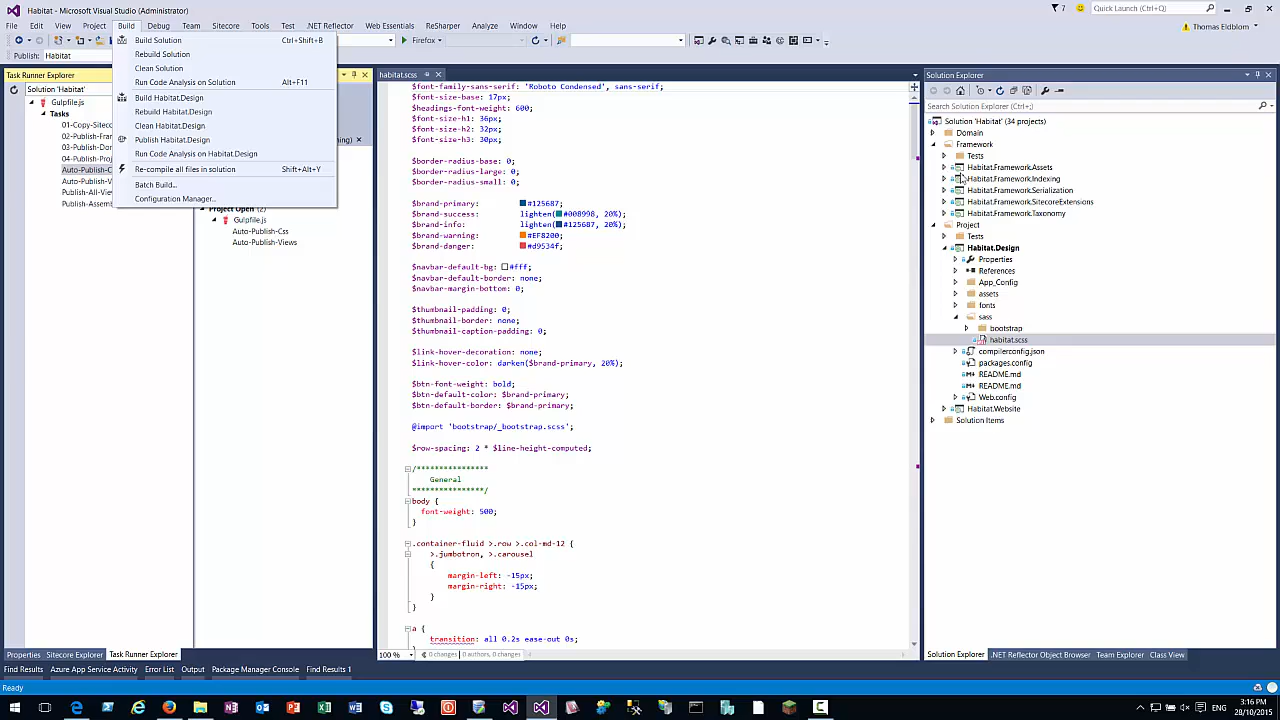 Habitat - Microsoft Visual Studio (Administrator)
7
Quick Launch (Ctrl+Q)
File Edit View Project Build Debug Team Sitecore Tools Test .NET Reflector ReSharper Analyze Window Help
Thomas Eldblom
Firefox
Publish: Habitat
Build Solution Ctrl+Shift+B
Rebuild Solution
Clean Solution
Run Code Analysis on Solution Alt+F11
Build Habitat.Design
Rebuild Habitat.Design
Clean Habitat.Design
Publish Habitat.Design
Run Code Analysis on Habitat.Design
Re-compile all files in solution Shift+Alt+Y
Batch Build...
Configuration Manager...
Task Runner Explorer
Solution 'Habitat'
Gulpfile.js
Tasks
01-Copy-Sitec
02-Publish-Fran
03-Publish-Don
04-Publish-Proj
Auto-Publish-C
Auto-Publish-V
Publish-All-Vie
Publish-Assemb
Project Open (2)
Gulpfile.js
Auto-Publish-Css
Auto-Publish-Views
habitat.scss
$font-family-sans-serif: 'Roboto Condensed', sans-serif;
$font-size-base: 17px;
$headings-font-weight: 600;
$font-size-h1: 36px;
$font-size-h2: 32px;
$font-size-h3: 30px;
$border-radius-base: 0;
$border-radius-large: 0;
$border-radius-small: 0;
$brand-primary: #125687;
$brand-success: lighten(#008998, 20%);
$brand-info: lighten(#125687, 20%);
$brand-warning: #EF8200;
$brand-danger: #d9534f;
$navbar-default-bg: #fff;
$navbar-default-border: none;
$navbar-margin-bottom: 0;
$thumbnail-padding: 0;
$thumbnail-border: none;
$thumbnail-caption-padding: 0;
$link-hover-decoration: none;
$link-hover-color: darken($brand-primary, 20%);
$btn-font-weight: bold;
$btn-default-color: $brand-primary;
$btn-default-border: $brand-primary;
@import 'bootstrap/_bootstrap.scss';
$row-spacing: 2 * $line-height-computed;
/***************
General
***************/
body {
font-weight: 500;
}
.container-fluid >.row >.col-md-12 {
>.jumbotron, >.carousel
{
margin-left: -15px;
margin-right: -15px;
}
}
a {
transition: all 0.2s ease-out 0s;
100 % 0 changes | 0 authors, 0 changes
Solution Explorer
Search Solution Explorer (Ctrl+;)
Solution 'Habitat' (34 projects)
Domain
Framework
Tests
Habitat.Framework.Assets
Habitat.Framework.Indexing
Habitat.Framework.Serialization
Habitat.Framework.SitecoreExtensions
Habitat.Framework.Taxonomy
Project
Tests
Habitat.Design
Properties
References
App_Config
assets
fonts
sass
bootstrap
habitat.scss
compilerconfig.json
packages.config
README.md
README.md
Web.config
Habitat.Website
Solution Items
Properties Sitecore Explorer Task Runner Explorer
Solution Explorer .NET Reflector Object Browser Team Explorer Class View
Find Results Azure App Service Activity Error List Output Package Manager Console Find Results 1
Ready
ENG
3:16 PM
28/10/2015